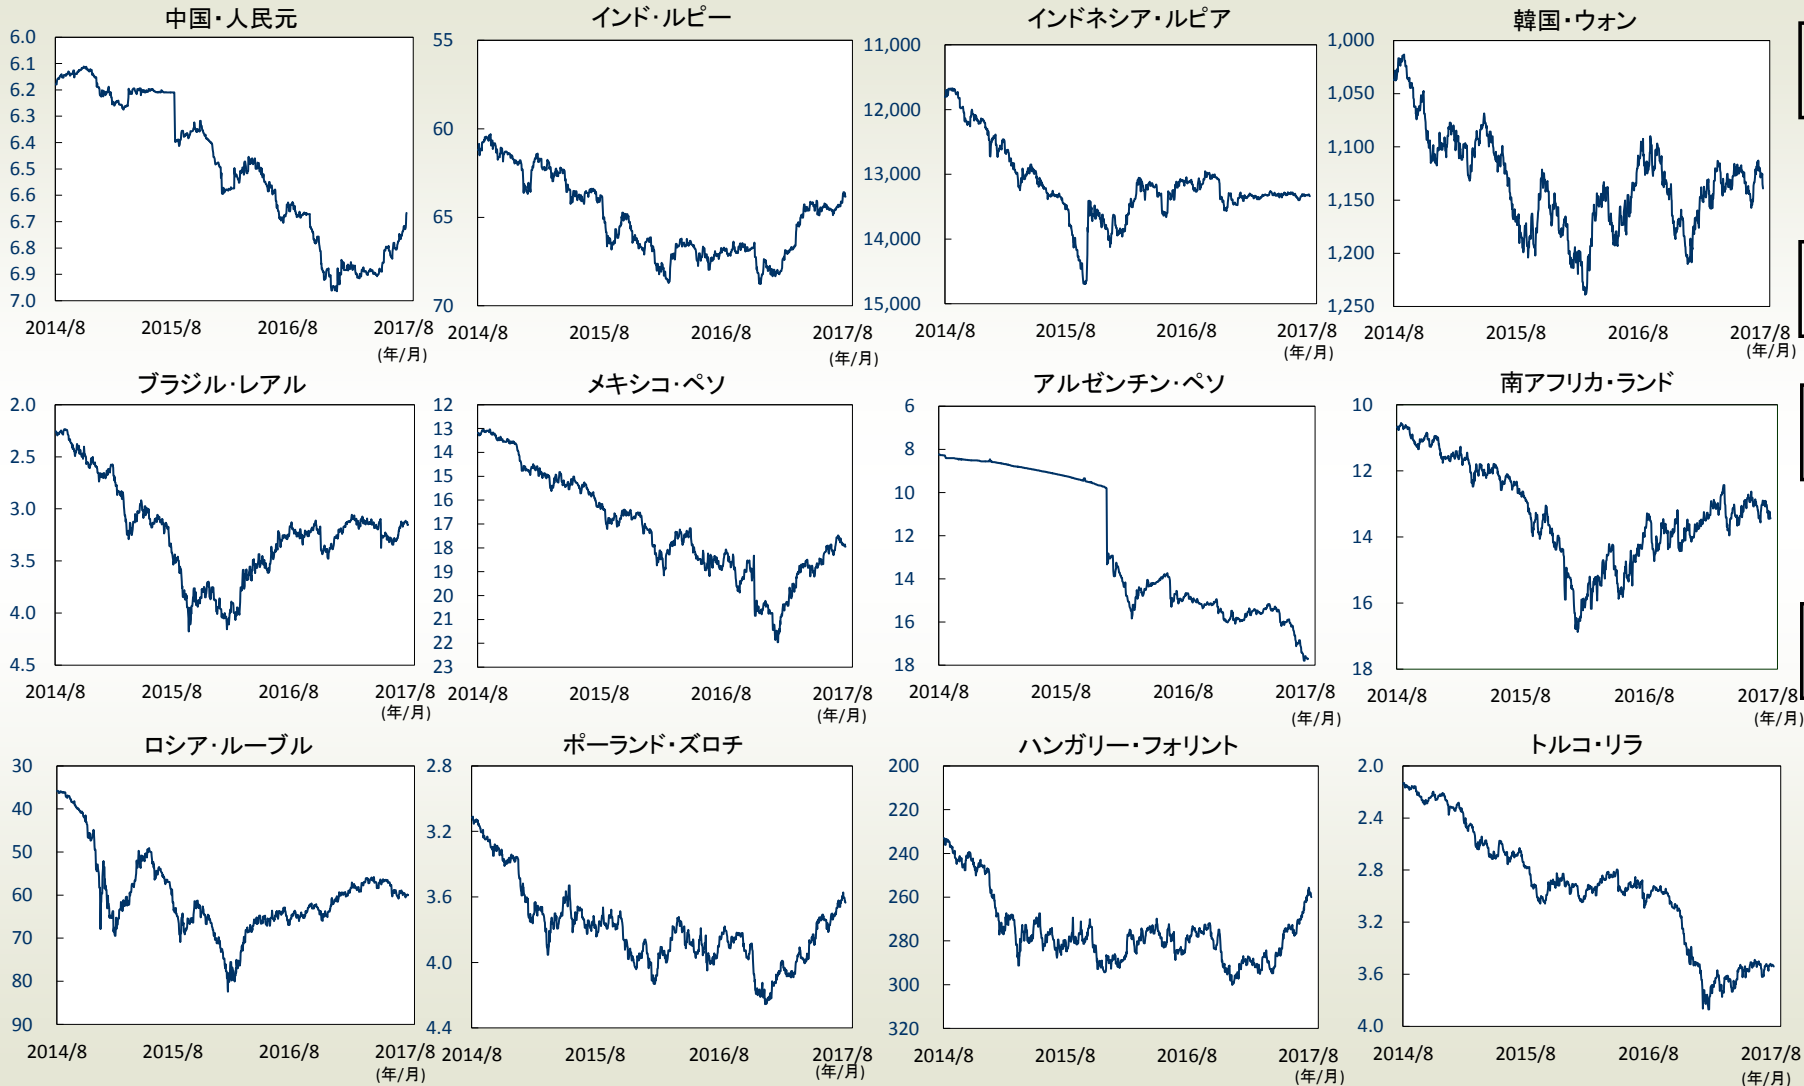 中国・人民元
6.0
6.1
6.2
6.3
6.4
6.5
6.6
6.7
6.8
6.9
7.0
2014/8 2015/8 2016/8 2017/8
(年/月)
インド・ルピー
55
60
65
70
2014/8 2015/8 2016/8 2017/8
(年/月)
インドネシア・ルピア
11,000
12,000
13,000
14,000
15,000
2014/8 2015/8 2016/8 2017/8
韓国・ウォン
1,000
1,050
1,100
1,150
1,200
1,250
2014/8 2015/8 2016/8 2017/8
(年/月)
ブラジル・レアル
2.0
2.5
3.0
3.5
4.0
4.5
2014/8 2015/8 2016/8 2017/8
(年/月)
メキシコ・ペソ
12
13
14
15
16
17
18
19
20
21
22
23
2014/8 2015/8 2016/8 2017/8
(年/月)
アルゼンチン・ペソ
6
8
10
12
14
16
18
2014/8 2015/8 2016/8 2017/8
(年/月)
南アフリカ・ランド
10
12
14
16
18
2014/8 2015/8 2016/8 2017/8
(年/月)
ロシア・ルーブル
30
40
50
60
70
80
90
2014/8 2015/8 2016/8 2017/8
(年/月)
ポーランド・ズロチ
2.8
3.2
3.6
4.0
4.4
2014/8 2015/8 2016/8 2017/8
(年/月)
ハンガリー・フォリント
200
220
240
260
280
300
320
2014/8 2015/8 2016/8 2017/8
(年/月)
トルコ・リラ
2.0
2.4
2.8
3.2
3.6
4.0
2014/8 2015/8 2016/8 2017/8
(年/月)